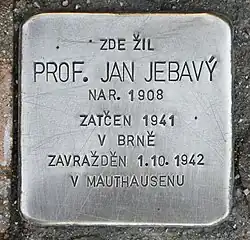 ZDE ŽIL
PROF. JAN JEBAVÝ
NAR. 1908
ZATČEN 1941
V BRNĚ
ZAVRAŽDĚN 1.10.1942
V MAUTHAUSENU